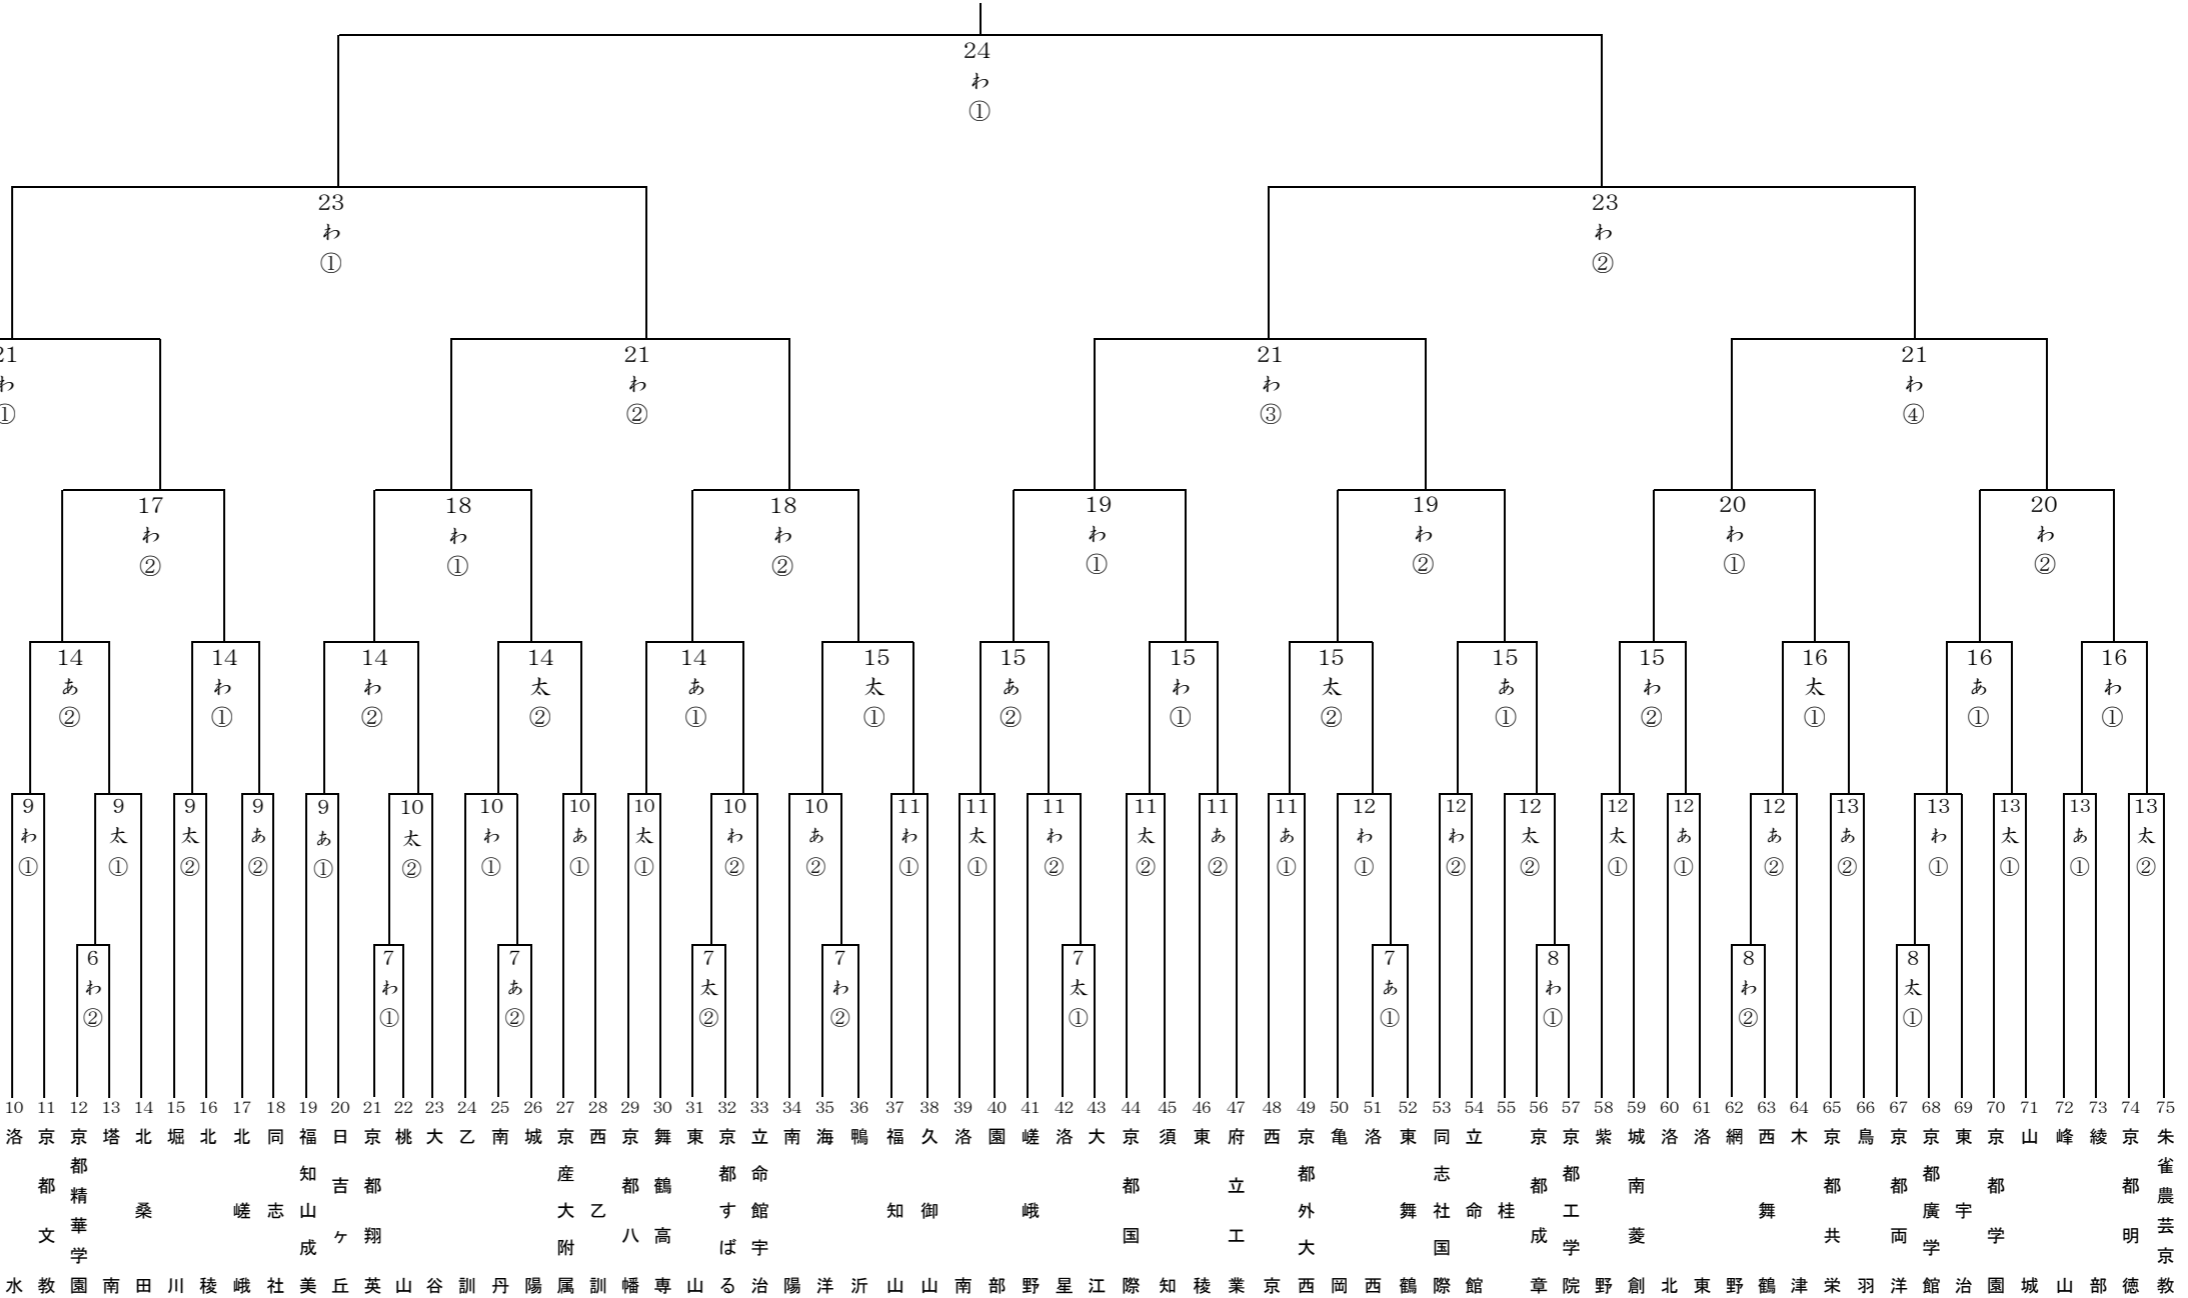 24
わ
①
23 23
わ わ
① ②
21 21 21 21
わ わ わ わ
① ② ③ ④
17 18 18 19 19 20 20
わ わ わ わ わ わ わ
② ① ② ① ② ① ②
14 14 14 14 14 15 15 15 15 15 15 16 16 16
あ わ わ 太 あ 太 あ わ 太 あ わ 太 あ わ
② ① ② ② ① ① ② ① ② ① ② ① ① ①
9 9 9 9 9 10 10 10 10 10 10 11 11 11 11 11 11 12 12 12 12 12 12 13 13 13 13 13
わ 太 太 あ あ 太 わ あ 太 わ あ わ 太 わ 太 あ あ わ わ 太 太 あ あ あ わ 太 あ 太
① ① ② ② ① ② ① ① ① ② ② ① ① ② ② ② ① ① ② ② ① ① ② ② ① ① ① ②
6 7 7 7 7 7 7 8 8 8
わ わ あ 太 わ 太 あ わ わ 太
② ① ② ② ② ① ① ① ② ①
10 洛水
11 京都文教
12 京都精華学園
13 塔南
14 北桑田
15 堀川
16 北稜
17 北嵯峨
18 同志社
19 福知山成美
20 日吉ヶ丘
21 京都翔英
22 桃山
23 大谷
24 乙訓
25 南丹
26 城陽
27 京産大附属
28 西乙訓
29 京都八幡
30 舞鶴高専
31 東山
32 京都すばる
33 立命館宇治
34 南陽
35 海洋
36 鴨沂
37 福知山
38 久御山
39 洛南
40 園部
41 嵯峨野
42 洛星
43 大江
44 京都国際
45 須知
46 東稜
47 府立工業
48 西京
49 京都外大西
50 亀岡
51 洛西
52 東舞鶴
53 同志社国際
54 立命館
55 桂
56 京都成章
57 京都工学院
58 紫野
59 城南菱創
60 洛北
61 洛東
62 網野
63 西舞鶴
64 木津
65 京都共栄
66 鳥羽
67 京都両洋
68 京都廣学館
69 東宇治
70 京都学園
71 山城
72 峰山
73 綾部
74 京都明徳
75 朱雀農芸京教